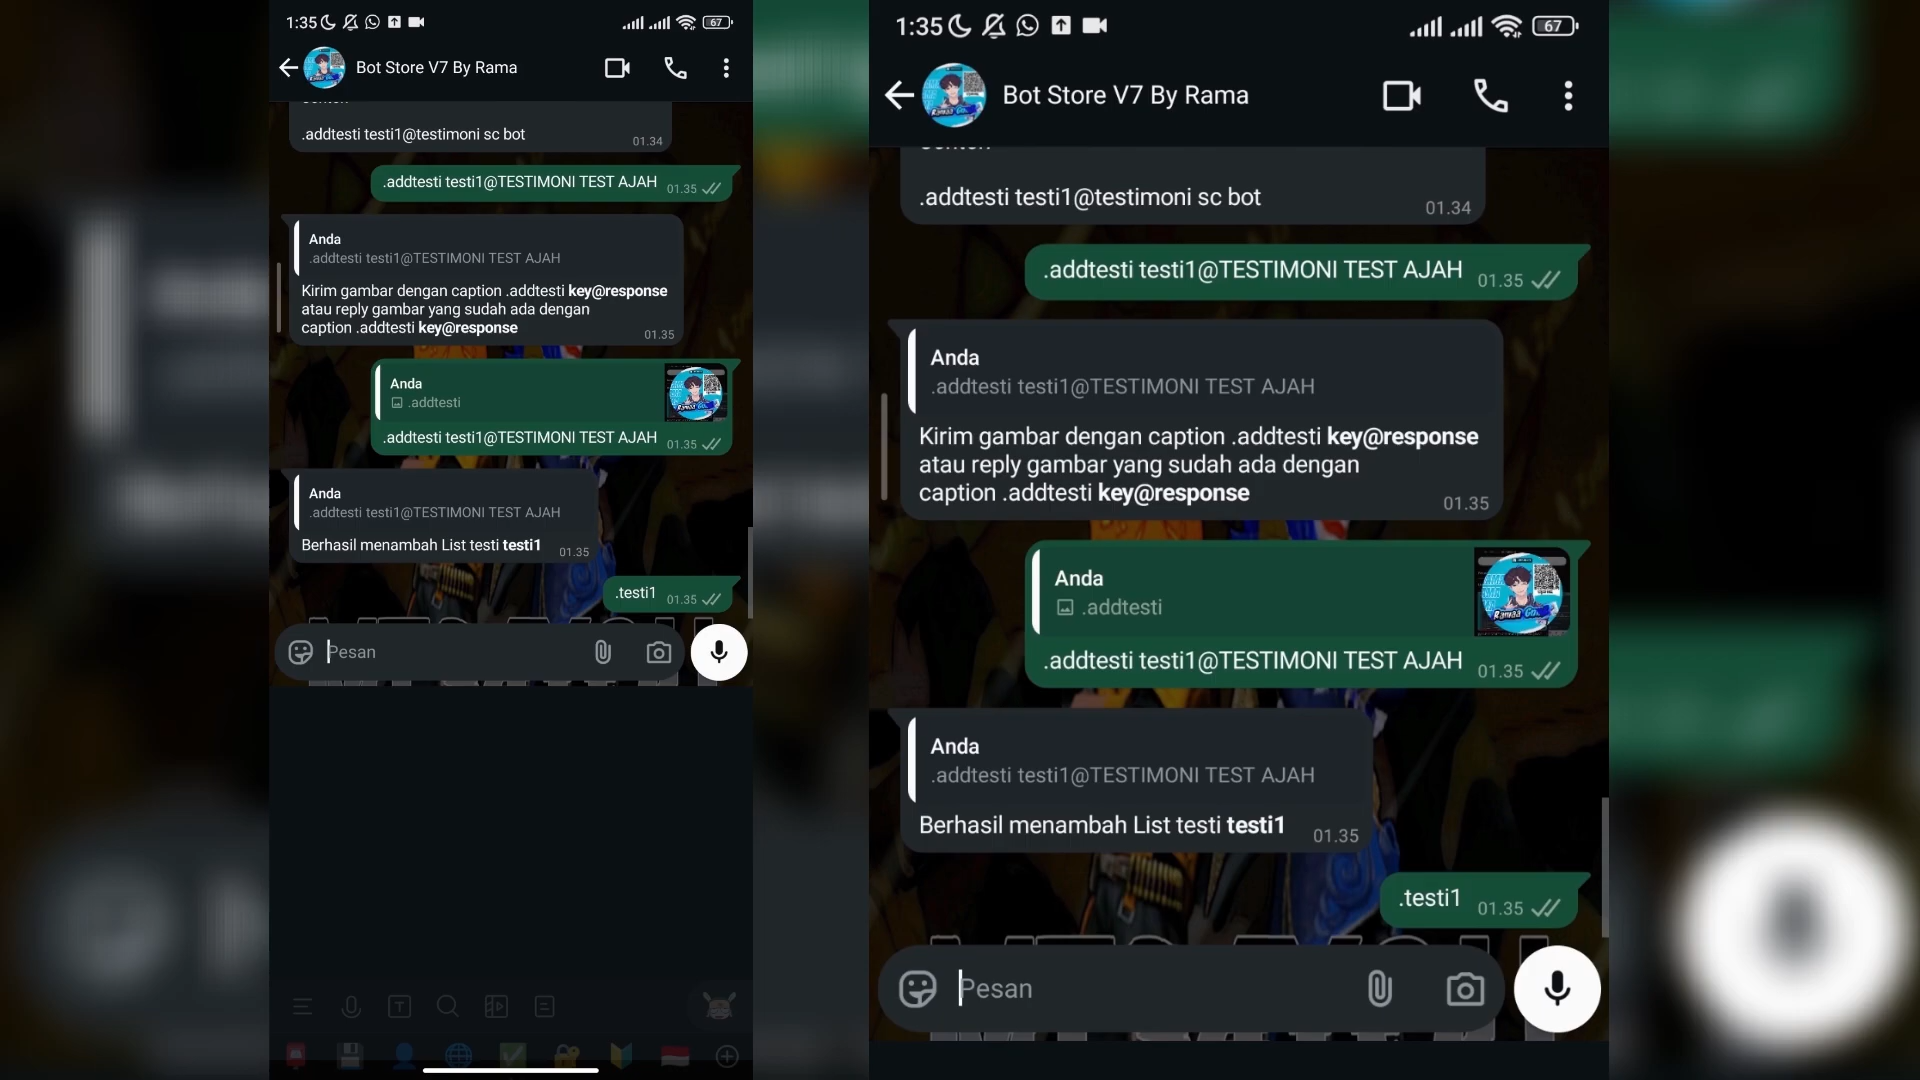 1:35
67
Bot Store V7 By Rama
.addtesti testi1@testimoni sc bot
01.34
.addtesti testi1@TESTIMONI TEST AJAH
01.35
Anda
.addtesti testi1@TESTIMONI TEST AJAH
Kirim gambar dengan caption .addtesti key@response
atau reply gambar yang sudah ada dengan
caption .addtesti key@response
01.35
Anda
.addtesti
.addtesti testi1@TESTIMONI TEST AJAH
01.35
Anda
.addtesti testi1@TESTIMONI TEST AJAH
Berhasil menambah List testi testi1
01.35
.testi1
01.35
Pesan
1:35
67
Bot Store V7 By Rama
.addtesti testi1@testimoni sc bot
01.34
.addtesti testi1@TESTIMONI TEST AJAH
01.35
Anda
.addtesti testi1@TESTIMONI TEST AJAH
Kirim gambar dengan caption .addtesti key@response
atau reply gambar yang sudah ada dengan
caption .addtesti key@response
01.35
Anda
.addtesti
.addtesti testi1@TESTIMONI TEST AJAH
01.35
Anda
.addtesti testi1@TESTIMONI TEST AJAH
Berhasil menambah List testi testi1
01.35
.testi1
01.35
Pesan